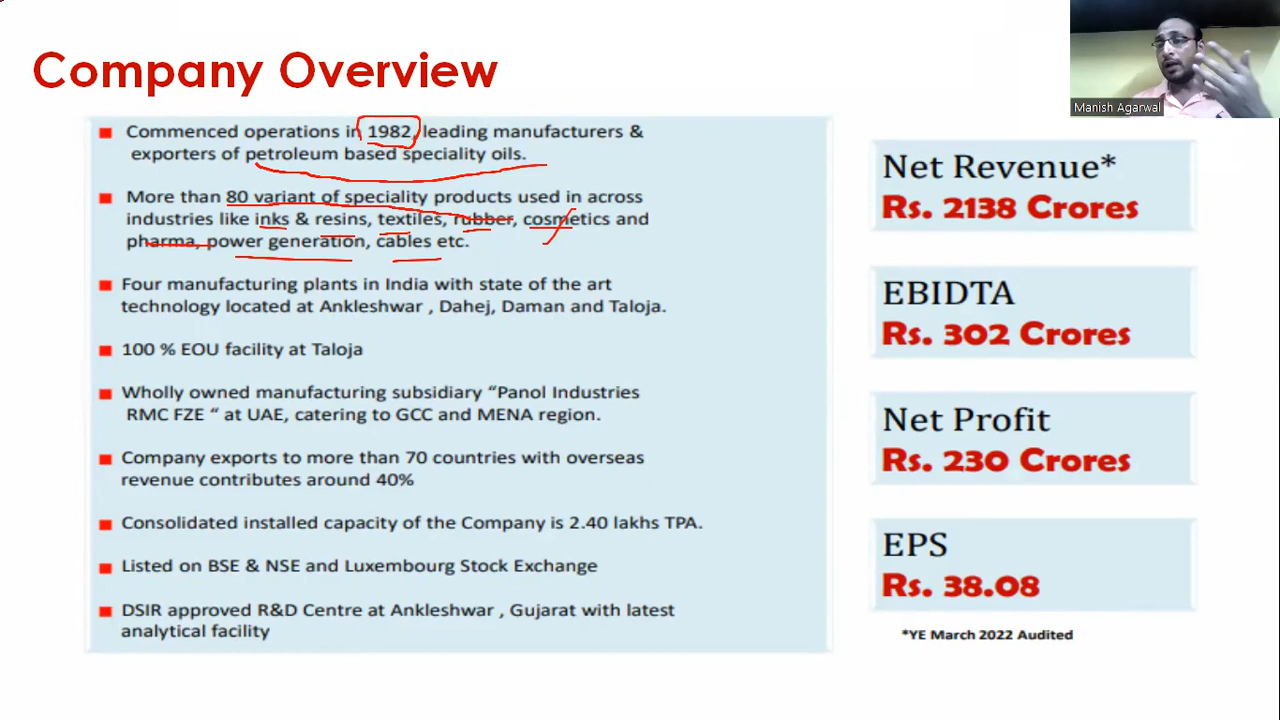 Company Overview
Manish Agarwal
Commenced operations in 1982, leading manufacturers &
exporters of petroleum based speciality oils.
More than 80 variant of speciality products used in across
industries like inks & resins, textiles, rubber, cosmetics and
pharma, power generation, cables etc.
Four manufacturing plants in India with state of the art
technology located at Ankleshwar , Dahej, Daman and Taloja.
100 % EOU facility at Taloja
Wholly owned manufacturing subsidiary “Panol Industries
RMC FZE “ at UAE, catering to GCC and MENA region.
Company exports to more than 70 countries with overseas
revenue contributes around 40%
Consolidated installed capacity of the Company is 2.40 lakhs TPA.
Listed on BSE & NSE and Luxembourg Stock Exchange
DSIR approved R&D Centre at Ankleshwar , Gujarat with latest
analytical facility
Net Revenue*
Rs. 2138 Crores
EBIDTA
Rs. 302 Crores
Net Profit
Rs. 230 Crores
EPS
Rs. 38.08
*YE March 2022 Audited